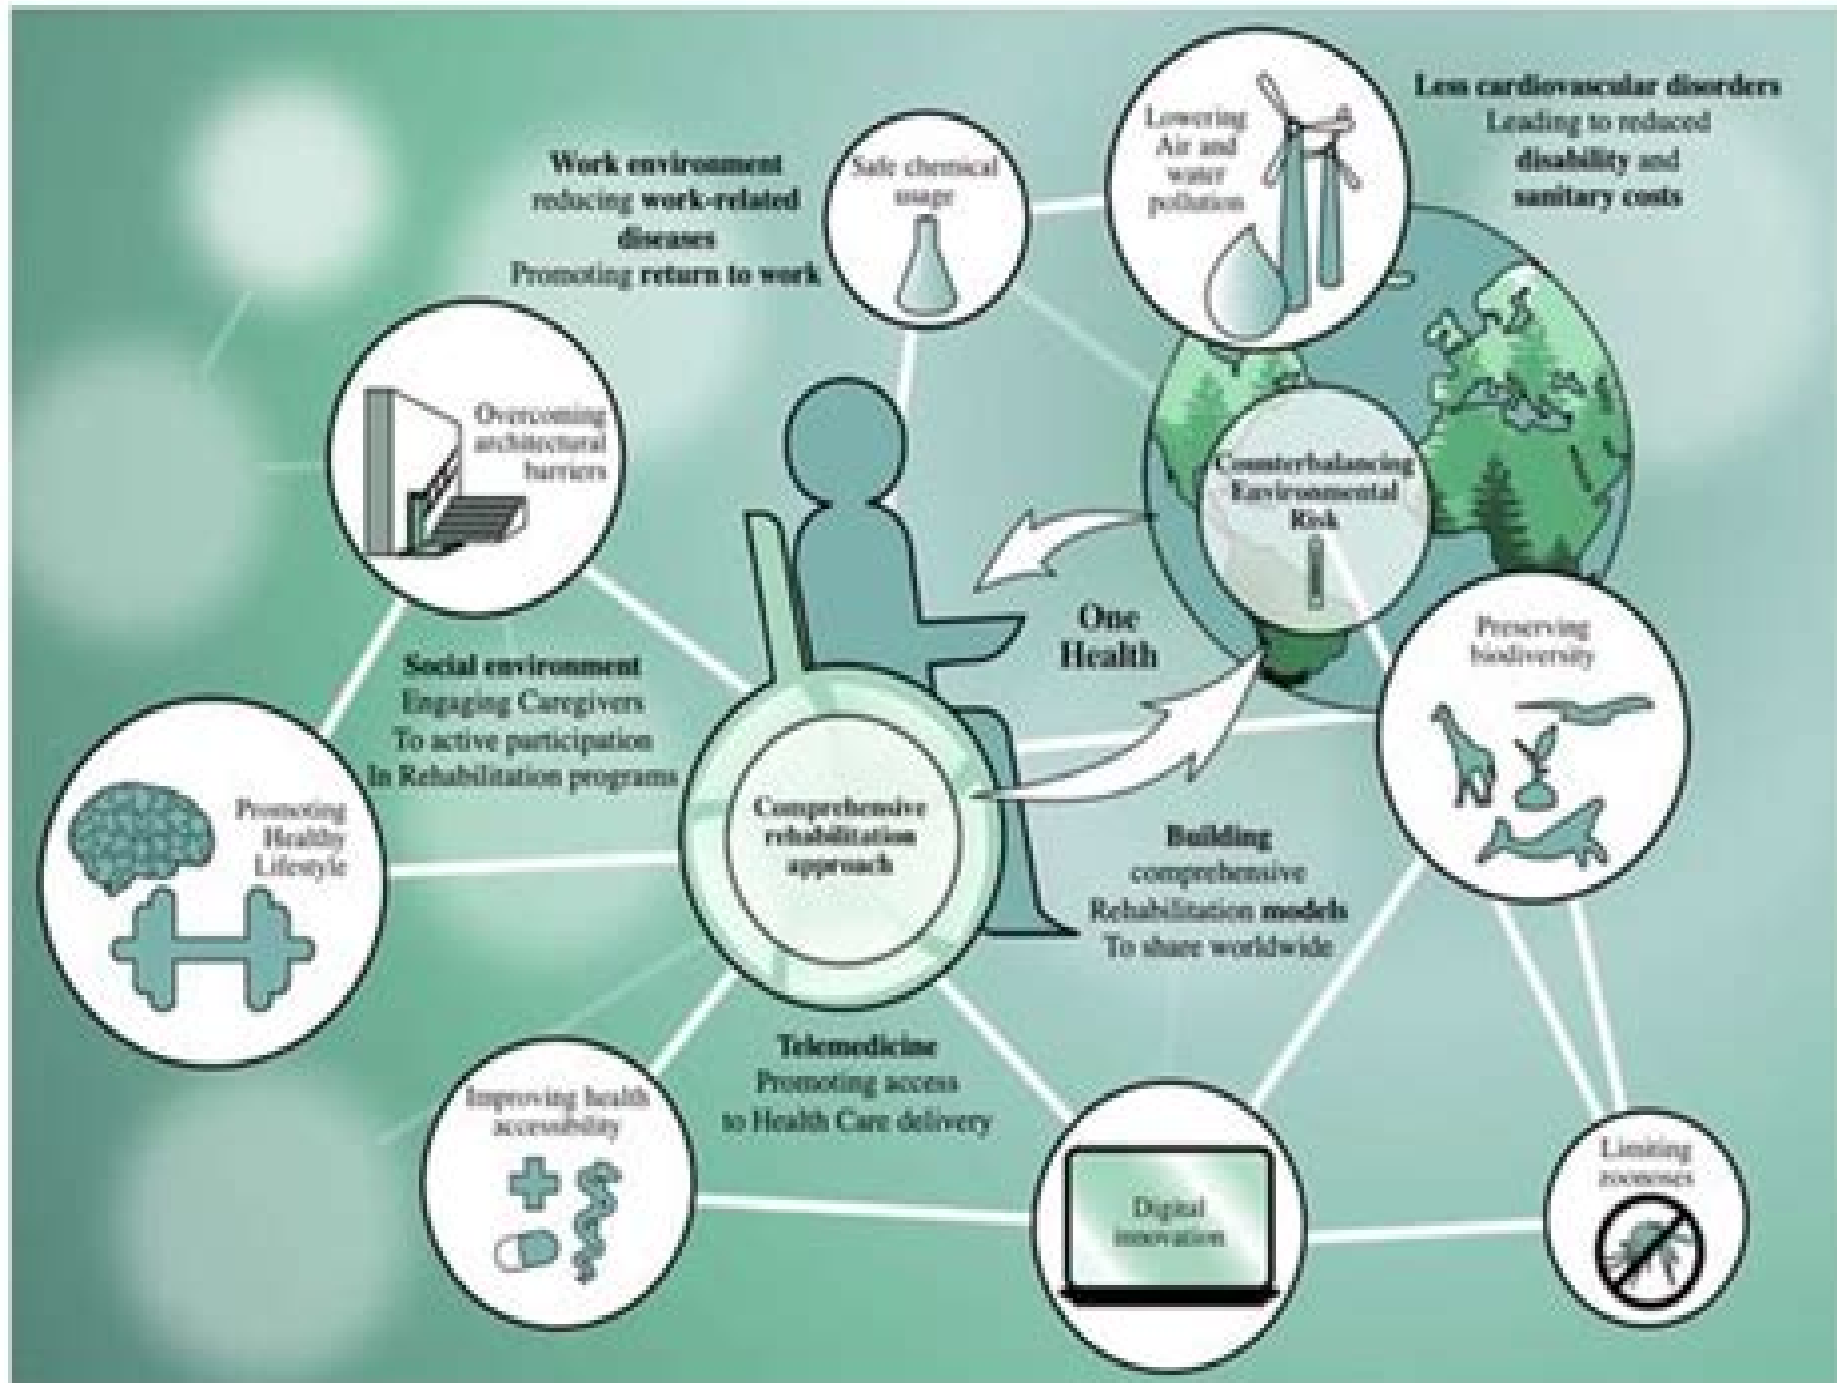 Less cardiovascular disorders
Leading to reduced
disability and
sanitary costs
Lowering
Air and
water
pollution
Safe chemical
usage
Work environment
reducing work-related
diseases
Promoting return to work
Overcoming
architectural
barriers
Counterbalancing
Environmental
Risk
One
Health
Preserving
biodiversity
Social environment
Engaging Caregivers
To active participation
In Rehabilitation programs
Promoting
Healthy
Lifestyle
Comprehensive
rehabilitation
approach
Building
comprehensive
Rehabilitation models
To share worldwide
Telemedicine
Promoting access
to Health Care delivery
Improving health
accessibility
Digital
innovation
Limiting
zoonoses